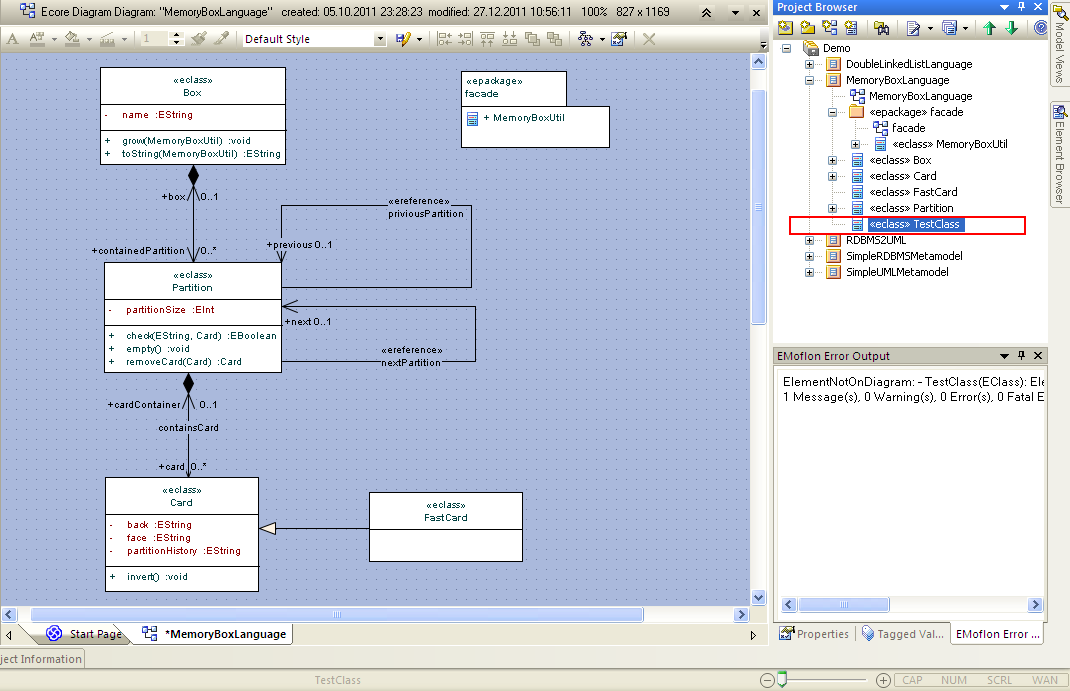 Ecore Diagram Diagram: "MemoryBoxLanguage" created: 05.10.2011 23:28:23 modified: 27.12.2011 10:56:11 100% 827 x 1169
1
Default Style
«eclass»
Box
- name :EString
+ grow(MemoryBoxUtil) :void
+ toString(MemoryBoxUtil) :EString
«epackage»
facade
+ MemoryBoxUtil
+box 0..1
«ereference»
priviousPartition
+previous 0..1
+containedPartition 0..*
«eclass»
Partition
- partitionSize :EInt
+ check(EString, Card) :EBoolean
+ empty() :void
+ removeCard(Card) :Card
+next 0..1
«ereference»
nextPartition
+cardContainer 0..1
containsCard
+card 0..*
«eclass»
Card
- back :EString
- face :EString
- partitionHistory :EString
+ invert() :void
«eclass»
FastCard
Start Page
*MemoryBoxLanguage
ject Information
TestClass
Project Browser
Demo
DoubleLinkedListLanguage
MemoryBoxLanguage
MemoryBoxLanguage
«epackage» facade
facade
«eclass» MemoryBoxUtil
«eclass» Box
«eclass» Card
«eclass» FastCard
«eclass» Partition
«eclass» TestClass
RDBMS2UML
SimpleRDBMSMetamodel
SimpleUMLMetamodel
Model Views
Element Browser
EMoflon Error Output
ElementNotOnDiagram: - TestClass(EClass): Ele
1 Message(s), 0 Warning(s), 0 Error(s), 0 Fatal E
Properties
Tagged Val...
EMoflon Error ...
CAP NUM SCRL WAN